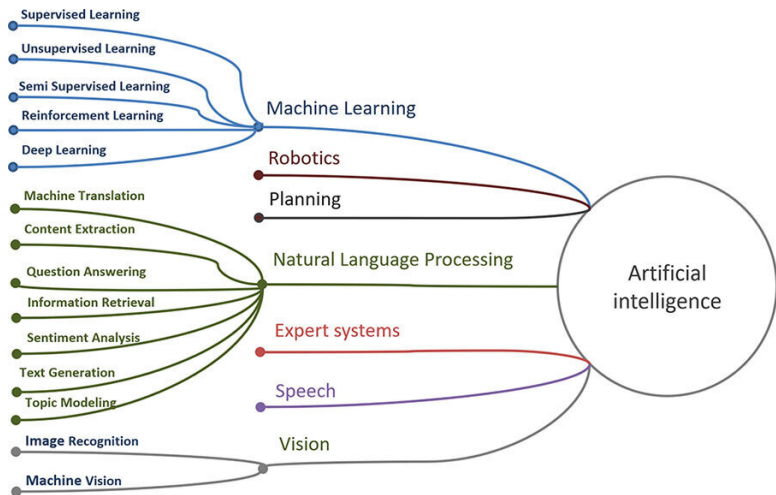 Supervised Learning
Unsupervised Learning
Semi Supervised Learning
Reinforcement Learning
Deep Learning
Machine Learning
Robotics
Planning
Machine Translation
Content Extraction
Question Answering
Information Retrieval
Sentiment Analysis
Text Generation
Topic Modeling
Natural Language Processing
Expert systems
Speech
Image Recognition
Machine Vision
Vision
Artificial
intelligence